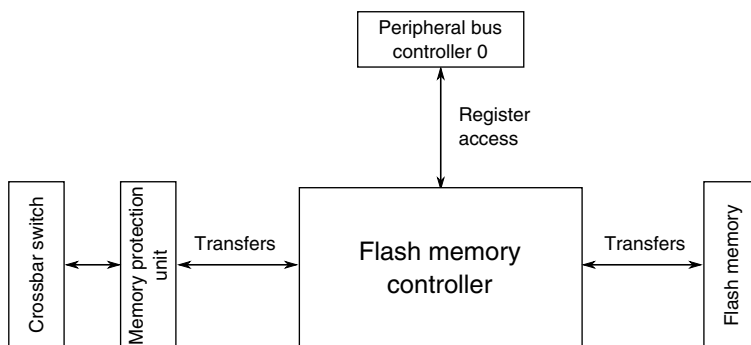 Peripheral bus
controller 0
Register
access
Crossbar switch
Memory protection
unit
Transfers
Flash memory
controller
Transfers
Flash memory